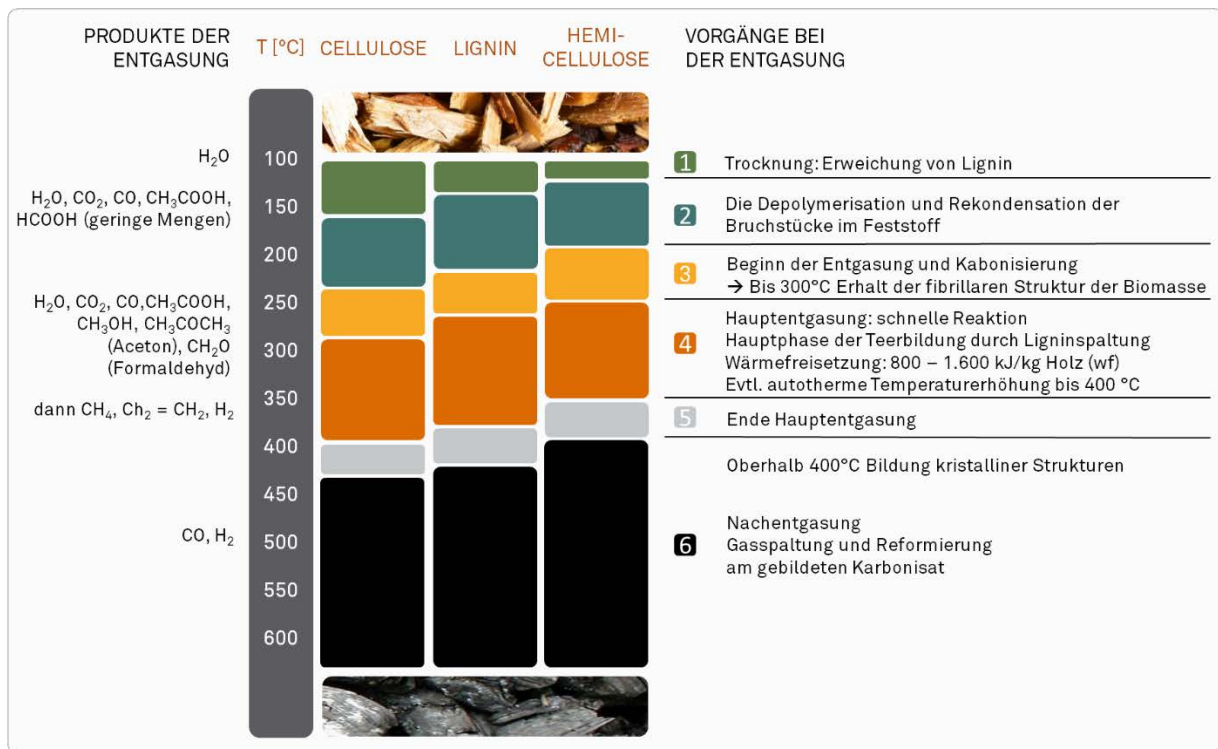 PRODUKTE DER
ENTGASUNG
T [°C]
CELLULOSE
LIGNIN
HEMI-
CELLULOSE
VORGÄNGE BEI
DER ENTGASUNG
H₂O
H₂O, CO₂, CO, CH₃COOH,
HCOOH (geringe Mengen)
H₂O, CO₂, CO,CH₃COOH,
CH₃OH, CH₃COCH₃
(Aceton), CH₂O
(Formaldehyd)
dann CH₄, Ch₂ = CH₂, H₂
CO, H₂
100
150
200
250
300
350
400
450
500
550
600
1 Trocknung: Erweichung von Lignin
2 Die Depolymerisation und Rekondensation der
Bruchstücke im Feststoff
3 Beginn der Entgasung und Kabonisierung
→ Bis 300°C Erhalt der fibrillaren Struktur der Biomasse
4 Hauptentgasung: schnelle Reaktion
Hauptphase der Teerbildung durch Ligninspaltung
Wärmefreisetzung: 800 – 1.600 kJ/kg Holz (wf)
Evtl. autotherme Temperaturerhöhung bis 400 °C
5 Ende Hauptentgasung
Oberhalb 400°C Bildung kristalliner Strukturen
6 Nachentgasung
Gasspaltung und Reformierung
am gebildeten Karbonisat